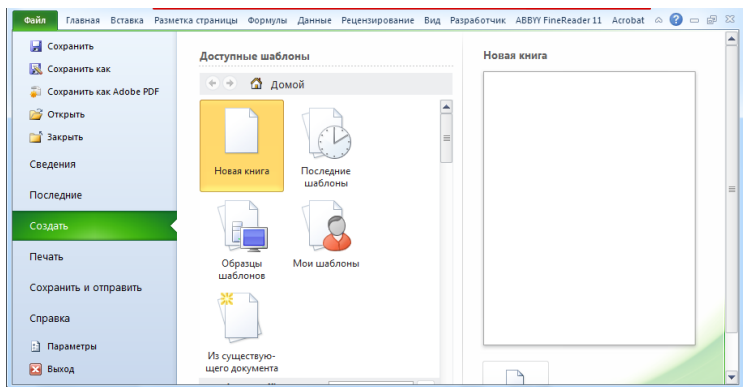 Файл Главная Вставка Разметка страницы Формулы Данные Рецензирование Вид Разработчик ABBYY FineReader 11 Acrobat
Сохранить
Сохранить как
Сохранить как Adobe PDF
Открыть
Закрыть
Сведения
Последние
Создать
Печать
Сохранить и отправить
Справка
Параметры
Выход
Доступные шаблоны
Домой
Новая книга
Последние
шаблоны
Образцы
шаблонов
Мои шаблоны
Из существую-
щего документа
Новая книга